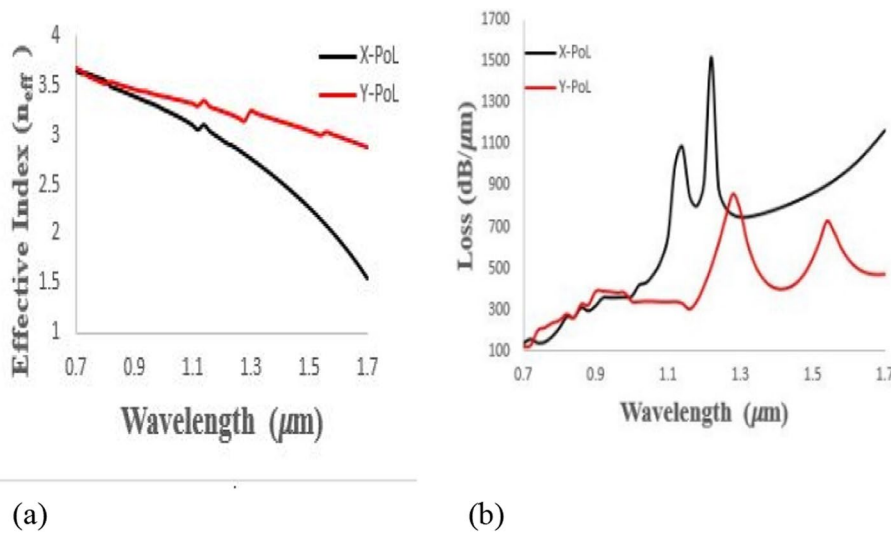 4
3.5
3
2.5
2
1.5
1
Effective Index (n_eff)
X-PoL
Y-PoL
0.7 0.9 1.1 1.3 1.5 1.7
Wavelength (μm)
(a)
1700
1500
1300
1100
900
700
500
300
100
Loss (dB/μm)
X-PoL
Y-PoL
0.7 0.9 1.1 1.3 1.5 1.7
Wavelength (μm)
(b)